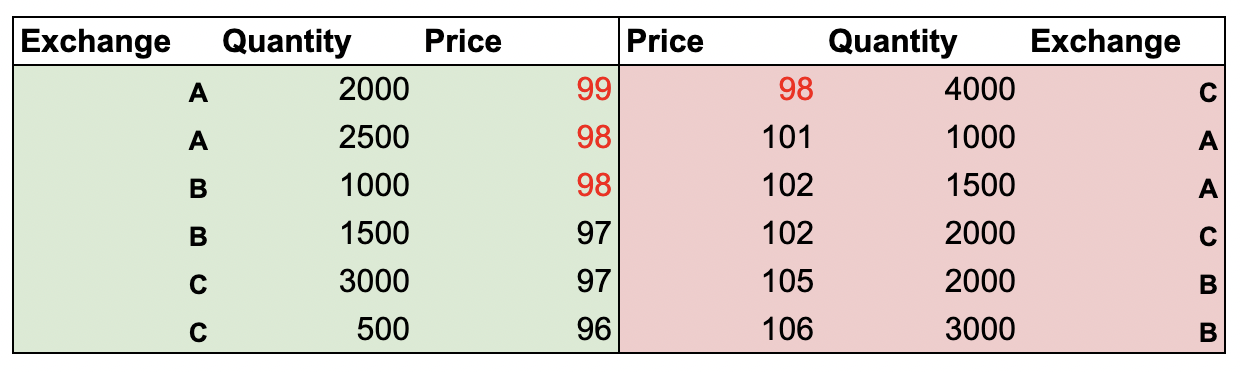 Exchange Quantity Price Price Quantity Exchange
A 2000 99 98 4000 C
A 2500 98 101 1000 A
B 1000 98 102 1500 A
B 1500 97 102 2000 C
C 3000 97 105 2000 B
C 500 96 106 3000 B